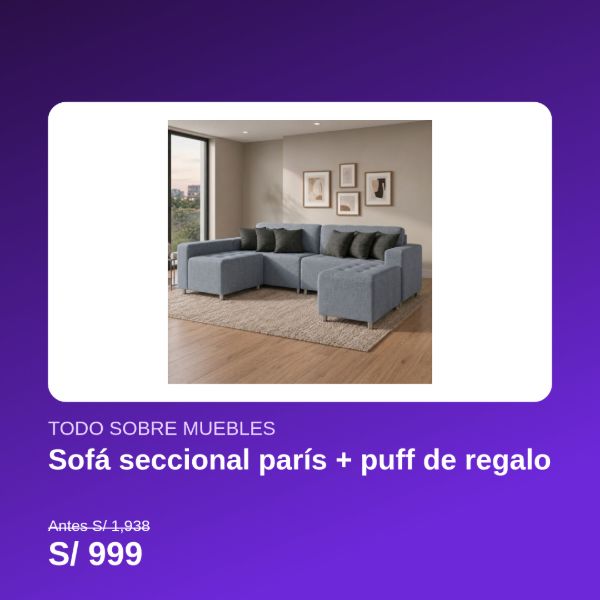 TODO SOBRE MUEBLES
Sofá seccional parís + puff de regalo
Antes S/ 1,938
S/ 999